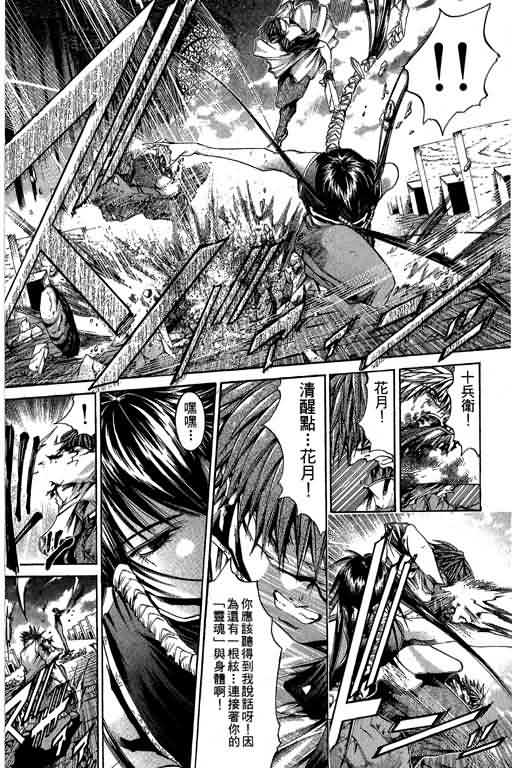 !!
十兵衛！
花月！
清醒點…花月！
你應該聽得到我說話呀！因
為還有一根絃…連接著你的
「靈魂」與身體啊！
嘿嘿…
！